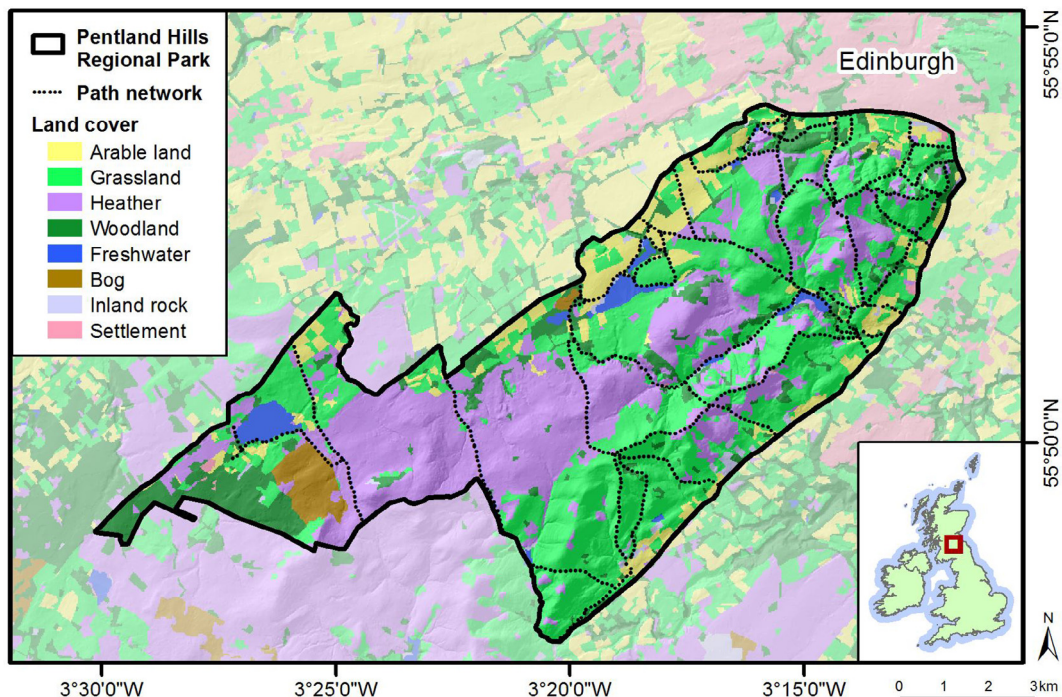 Pentland Hills
Regional Park
Path network
Land cover
Arable land
Grassland
Heather
Woodland
Freshwater
Bog
Inland rock
Settlement
Edinburgh
55°55'0"N
55°50'0"N
3°30'0"W
3°25'0"W
3°20'0"W
3°15'0"W
N
0 1 2 3km